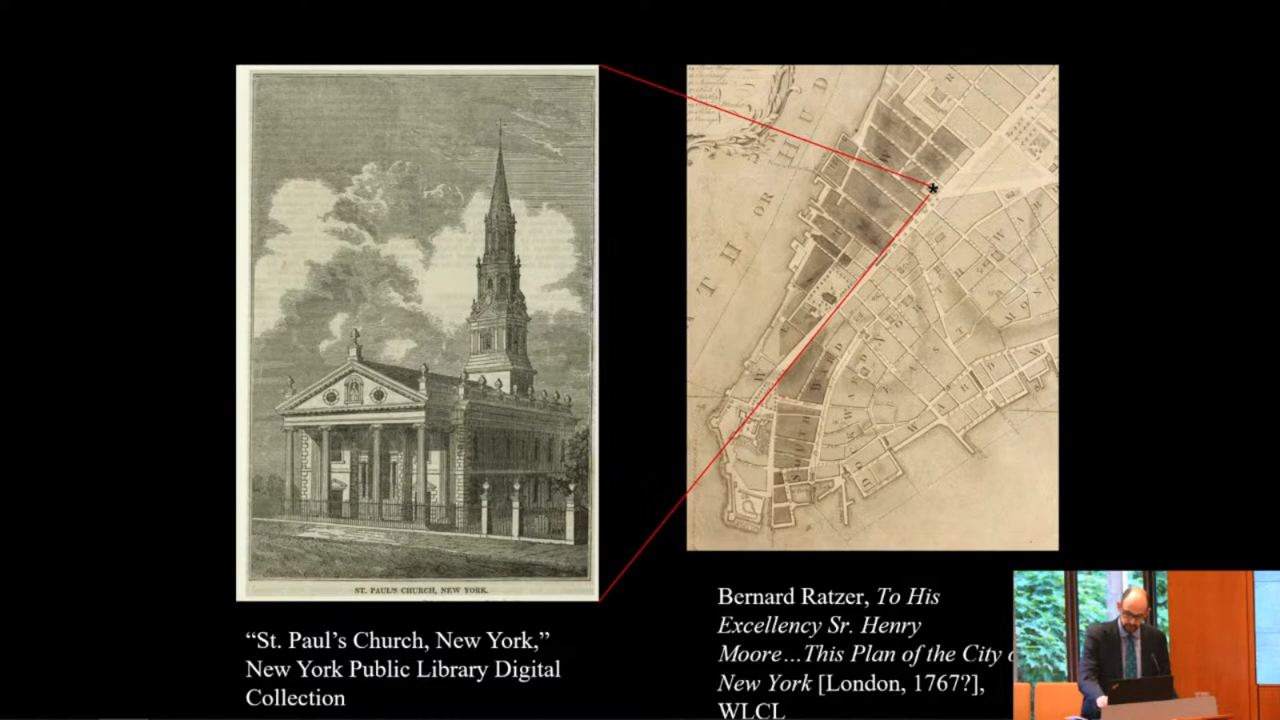 ST. PAUL'S CHURCH, NEW YORK.
“St. Paul’s Church, New York,”
New York Public Library Digital
Collection
T H
OR
H U D
Bernard Ratzer, To His
Excellency Sr. Henry
Moore…This Plan of the City
New York [London, 1767?],
WLCL